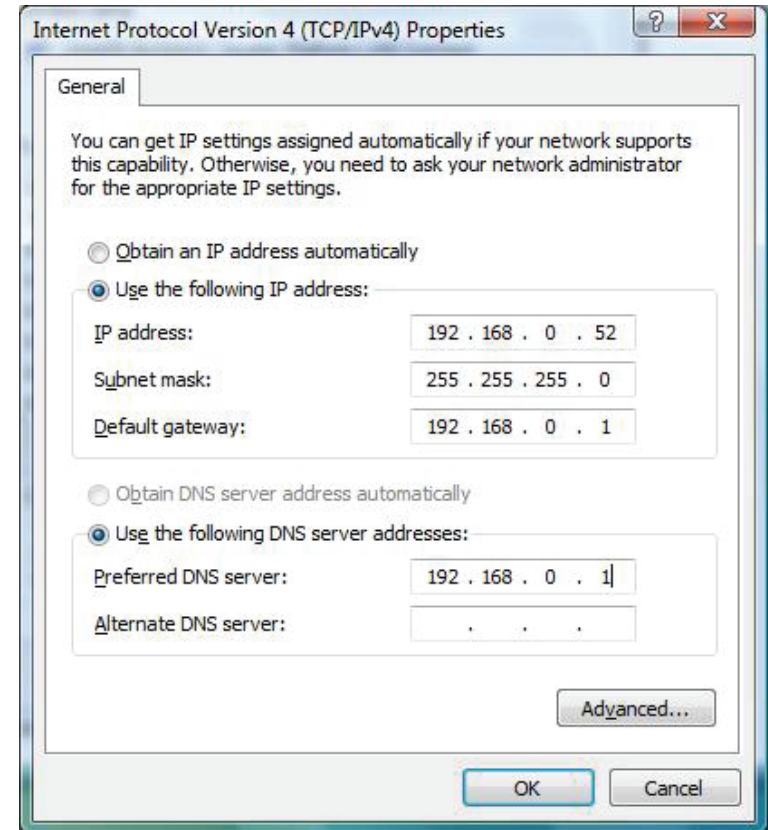 Internet Protocol Version 4 (TCP/IPv4) Properties
?
X
General
You can get IP settings assigned automatically if your network supports
this capability. Otherwise, you need to ask your network administrator
for the appropriate IP settings.
Obtain an IP address automatically
Use the following IP address:
IP address: 192 . 168 . 0 . 52
Subnet mask: 255 . 255 . 255 . 0
Default gateway: 192 . 168 . 0 . 1
Obtain DNS server address automatically
Use the following DNS server addresses:
Preferred DNS server: 192 . 168 . 0 . 1
Alternate DNS server: . . .
Advanced...
OK Cancel